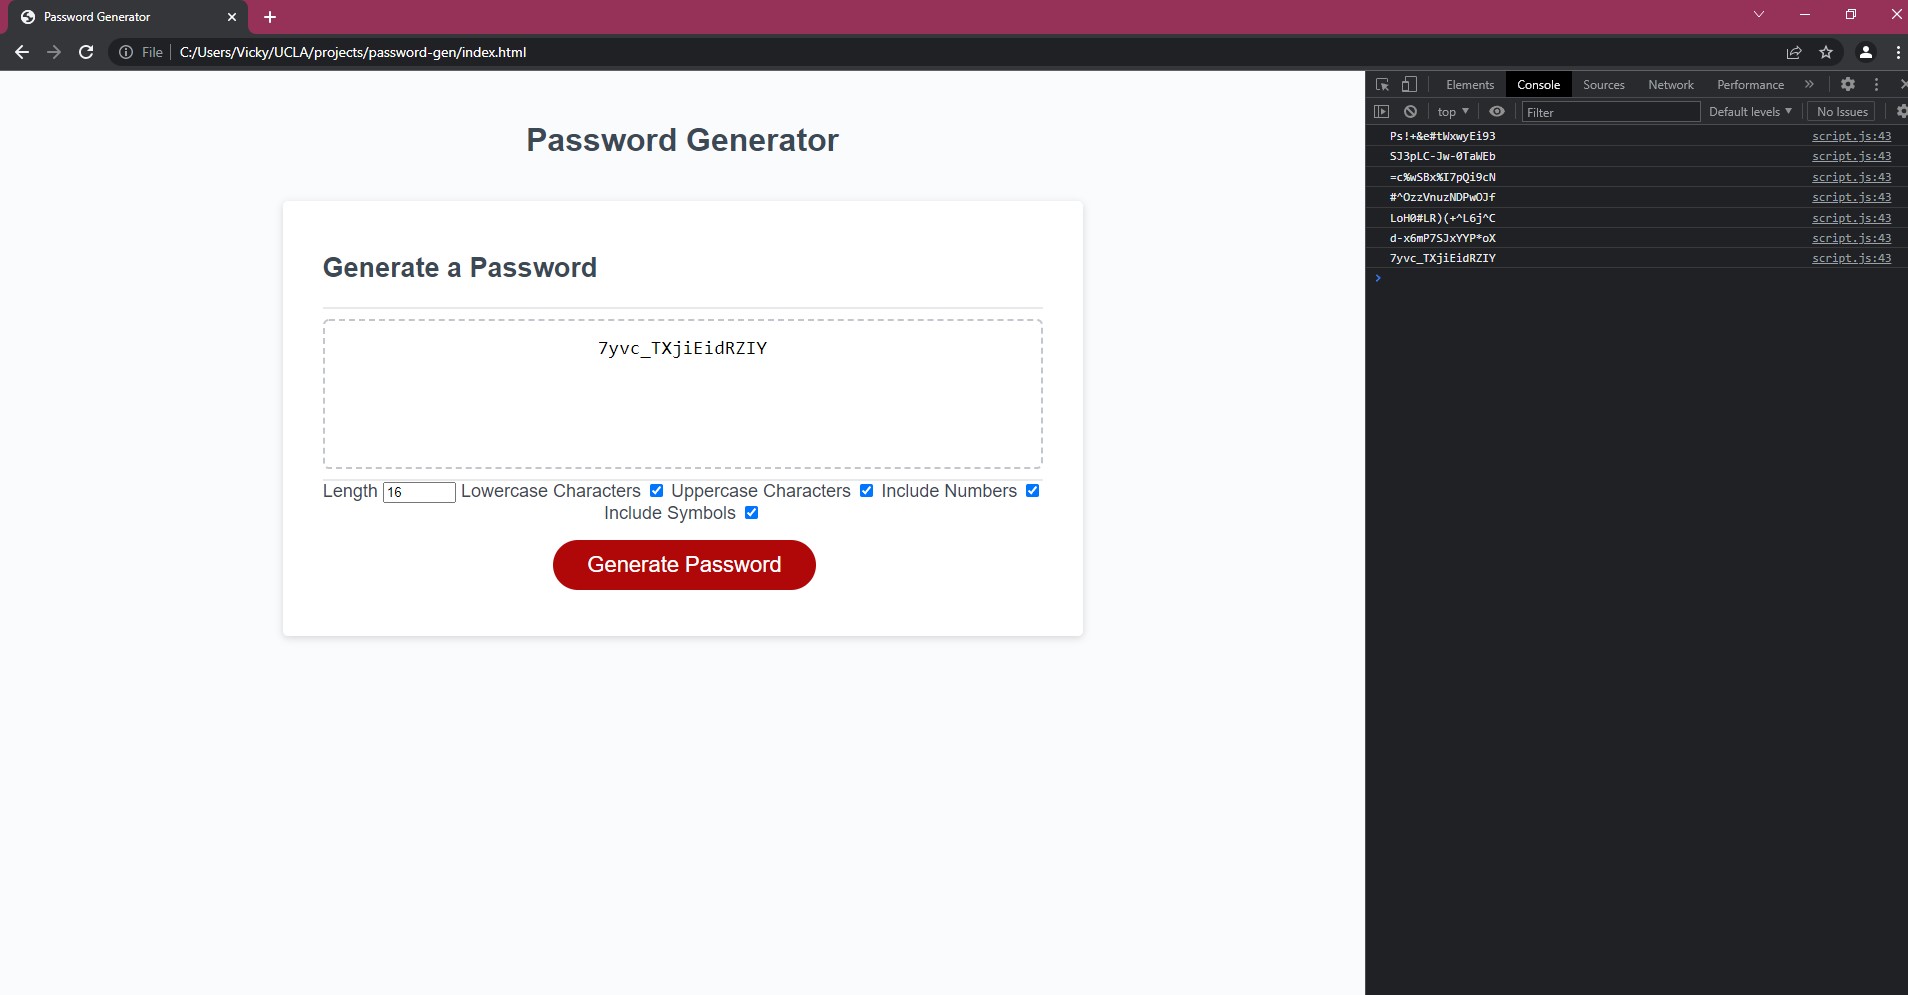 Password Generator
File C:/Users/Vicky/UCLA/projects/password-gen/index.html
Password Generator
Generate a Password
7yvc_TXjiEidRZIY
Length 16 Lowercase Characters Uppercase Characters Include Numbers
Include Symbols
Generate Password
Elements Console Sources Network Performance
top Filter Default levels No Issues
Ps!+&e#tWxwyEi93 script.js:43
SJ3pLC-Jw-0TaWEb script.js:43
=c%wSBx%I7pQi9cN script.js:43
#^OzzVnuzNDPwOJf script.js:43
LoH0#LR)(+^L6j^C script.js:43
d-x6mP7SJxYYP*oX script.js:43
7yvc_TXjiEidRZIY script.js:43